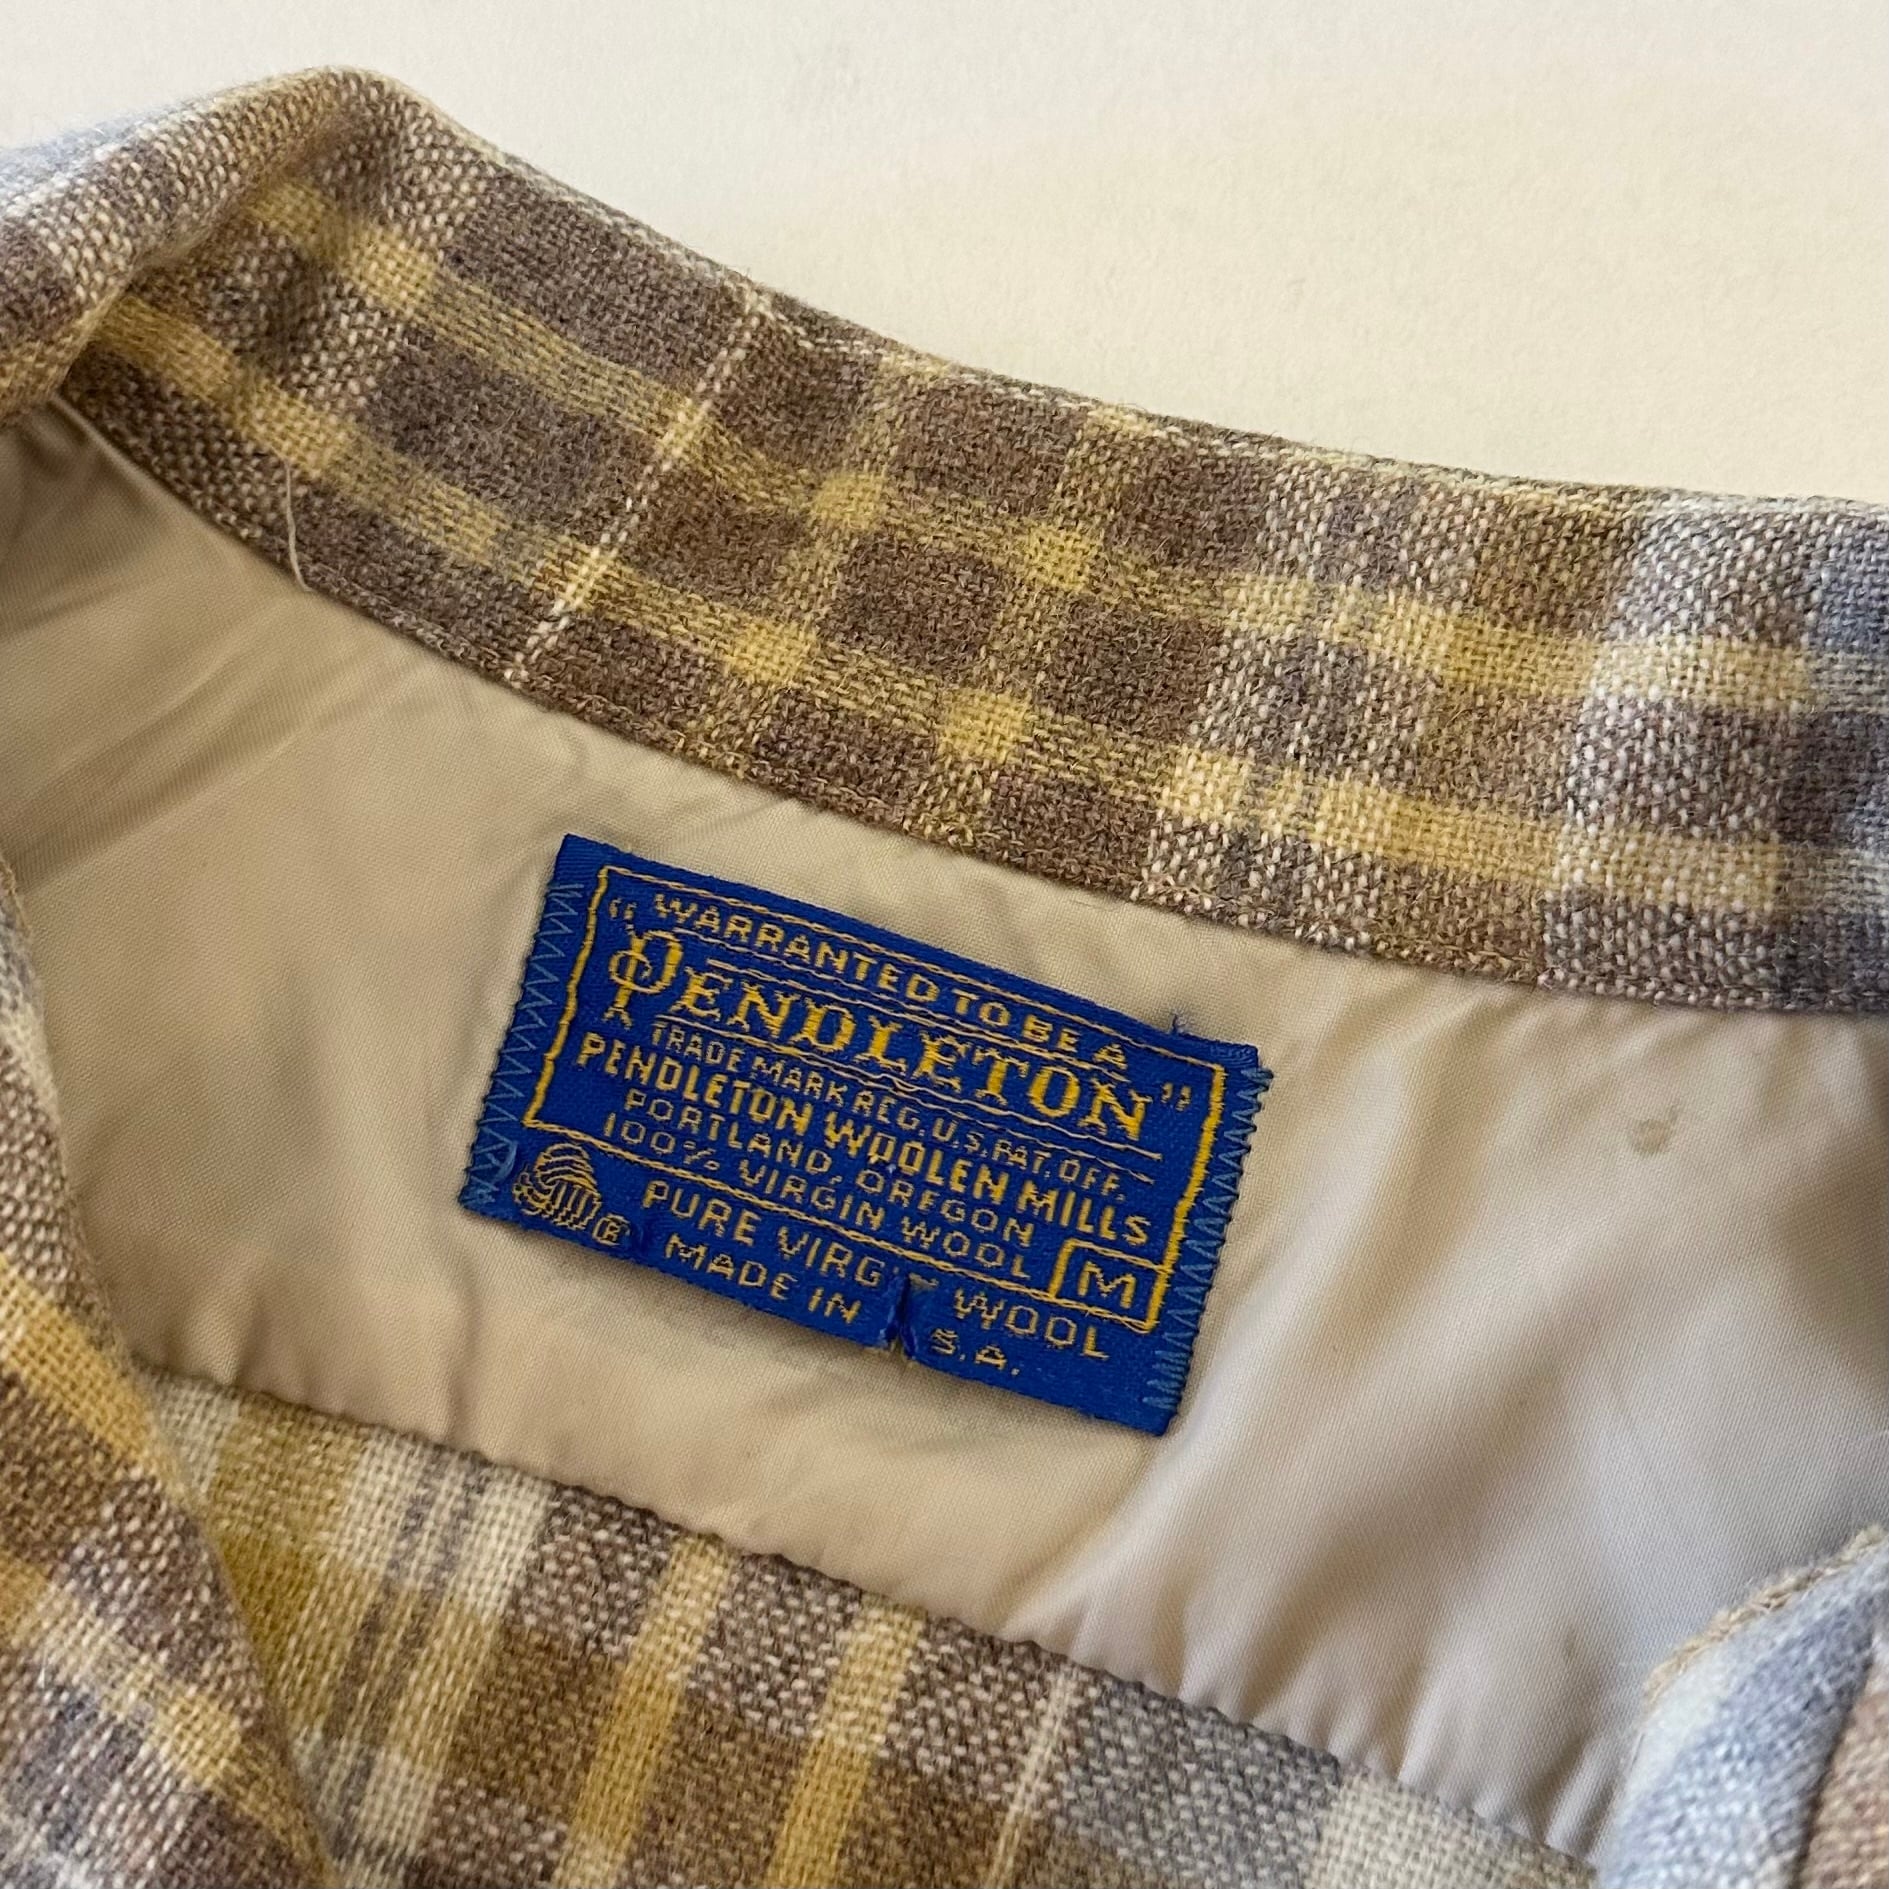 "WARRANTED TO BE A
PENDLETON"
TRADE MARK REG. U.S. PAT. OFF.
PENDLETON WOOLEN MILLS
PORTLAND, OREGON
100% VIRGIN WOOL
M
® PURE VIRG WOOL
MADE IN S.A.